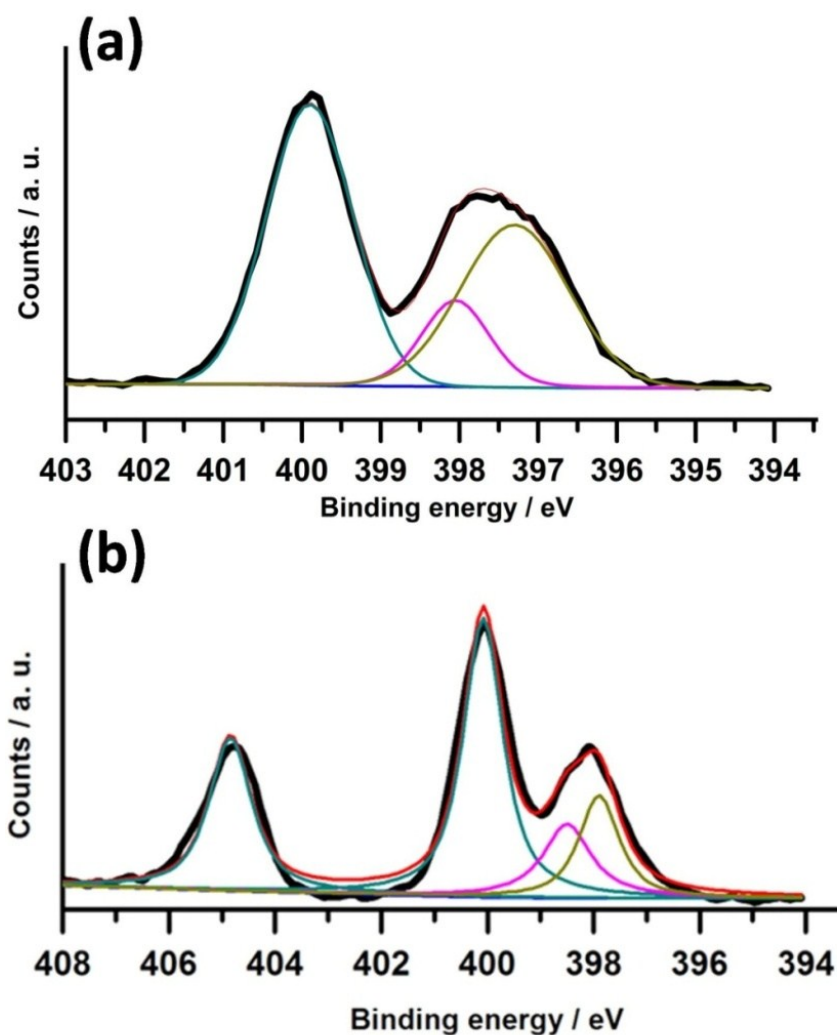 (a)
Counts / a. u.
403 402 401 400 399 398 397 396 395 394
Binding energy / eV
(b)
Counts / a. u.
408 406 404 402 400 398 396 394
Binding energy / eV